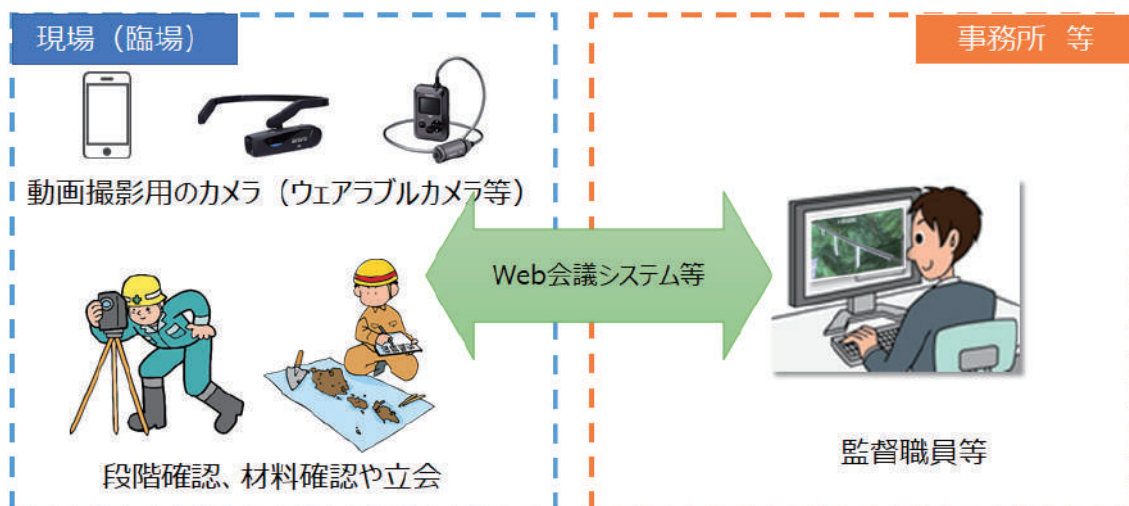 現場（臨場）
事務所　等
動画撮影用のカメラ（ウェアラブルカメラ等）
Web会議システム等
段階確認、材料確認や立会
監督職員等